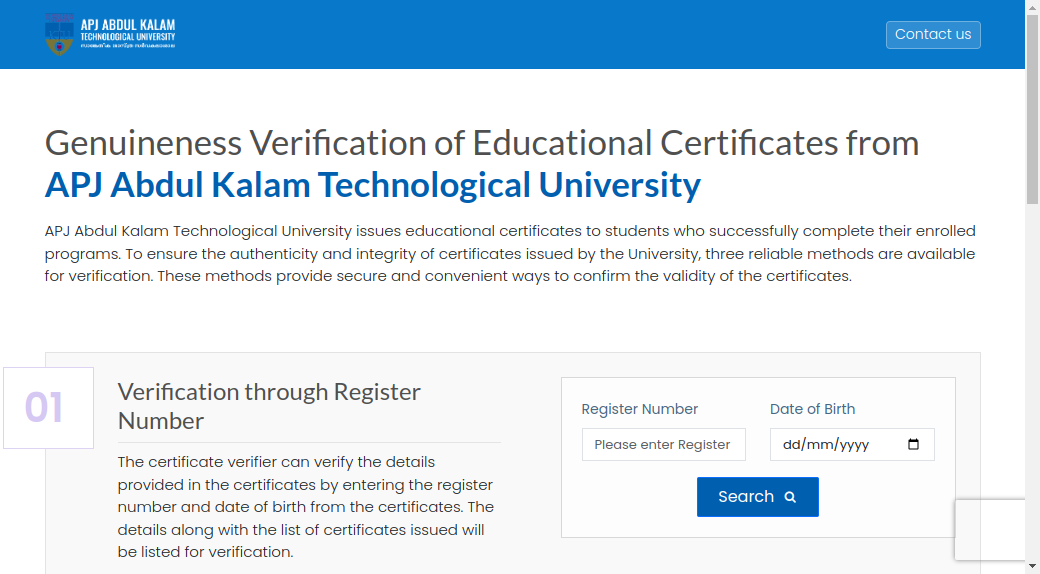 APJ ABDUL KALAM
TECHNOLOGICAL UNIVERSITY
Contact us
Genuineness Verification of Educational Certificates from
APJ Abdul Kalam Technological University
APJ Abdul Kalam Technological University issues educational certificates to students who successfully complete their enrolled
programs. To ensure the authenticity and integrity of certificates issued by the University, three reliable methods are available
for verification. These methods provide secure and convenient ways to confirm the validity of the certificates.
01
Verification through Register
Number
The certificate verifier can verify the details
provided in the certificates by entering the register
number and date of birth from the certificates. The
details along with the list of certificates issued will
be listed for verification.
Register Number
Date of Birth
Please enter Register
dd/mm/yyyy
Search